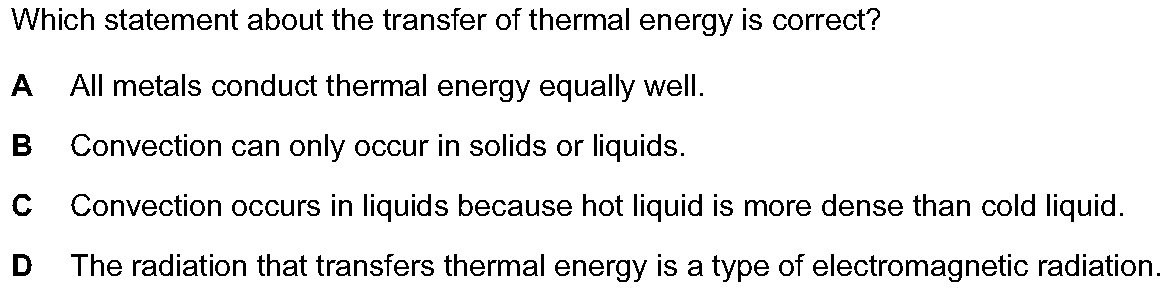 Which statement about the transfer of thermal energy is correct?
A All metals conduct thermal energy equally well.
B Convection can only occur in solids or liquids.
C Convection occurs in liquids because hot liquid is more dense than cold liquid.
D The radiation that transfers thermal energy is a type of electromagnetic radiation.